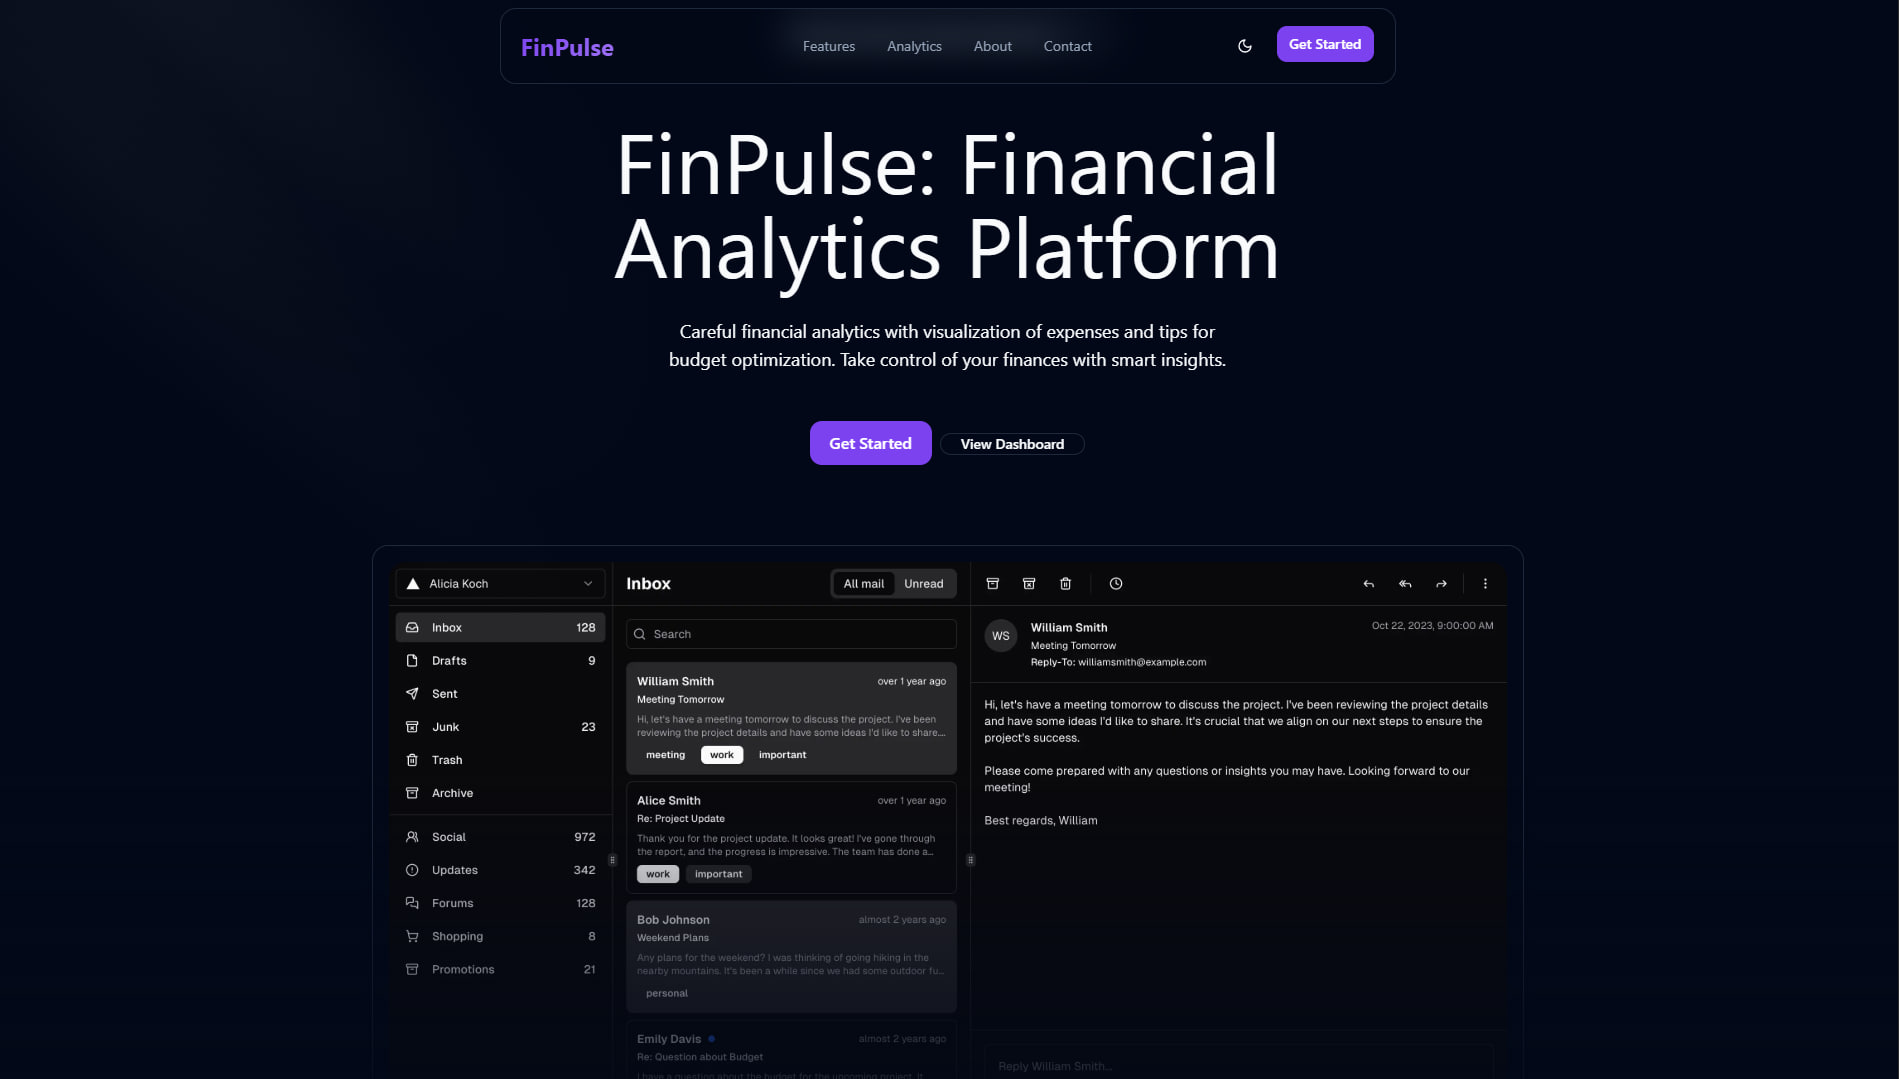 FinPulse
Features
Analytics
About
Contact
Get Started
FinPulse: Financial
Analytics Platform
Careful financial analytics with visualization of expenses and tips for
budget optimization. Take control of your finances with smart insights.
Get Started
View Dashboard
Alicia Koch
Inbox 128
Drafts 9
Sent
Junk 23
Trash
Archive
Social 972
Updates 342
Forums 128
Shopping 8
Promotions 21
Inbox
All mail
Unread
Search
William Smith over 1 year ago
Meeting Tomorrow
Hi, let's have a meeting tomorrow to discuss the project. I've been
reviewing the project details and have some ideas I'd like to share....
meeting work important
Alice Smith over 1 year ago
Re: Project Update
Thank you for the project update. It looks great! I've gone through
the report, and the progress is impressive. The team has done a...
work important
Bob Johnson almost 2 years ago
Weekend Plans
Any plans for the weekend? I was thinking of going hiking in the
nearby mountains. It's been a while since we had some outdoor fu...
personal
Emily Davis almost 2 years ago
Re: Question about Budget
I have a question about the budget for the upcoming project. It
WS
William Smith Oct 22, 2023, 9:00:00 AM
Meeting Tomorrow
Reply-To: williamsmith@example.com
Hi, let's have a meeting tomorrow to discuss the project. I've been reviewing the project details
and have some ideas I'd like to share. It's crucial that we align on our next steps to ensure the
project's success.
Please come prepared with any questions or insights you may have. Looking forward to our
meeting!
Best regards, William
Reply William Smith...